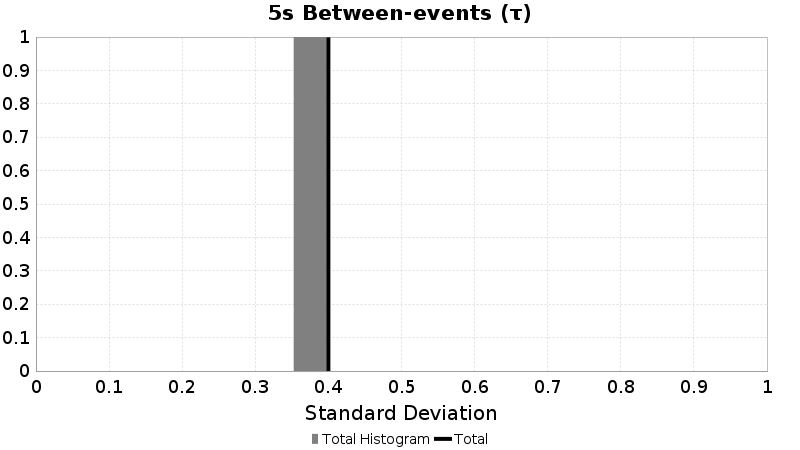 5s Between-events (τ)
1
0.9
0.8
0.7
0.6
0.5
0.4
0.3
0.2
0.1
0
0 0.1 0.2 0.3 0.4 0.5 0.6 0.7 0.8 0.9 1
Standard Deviation
Total Histogram Total